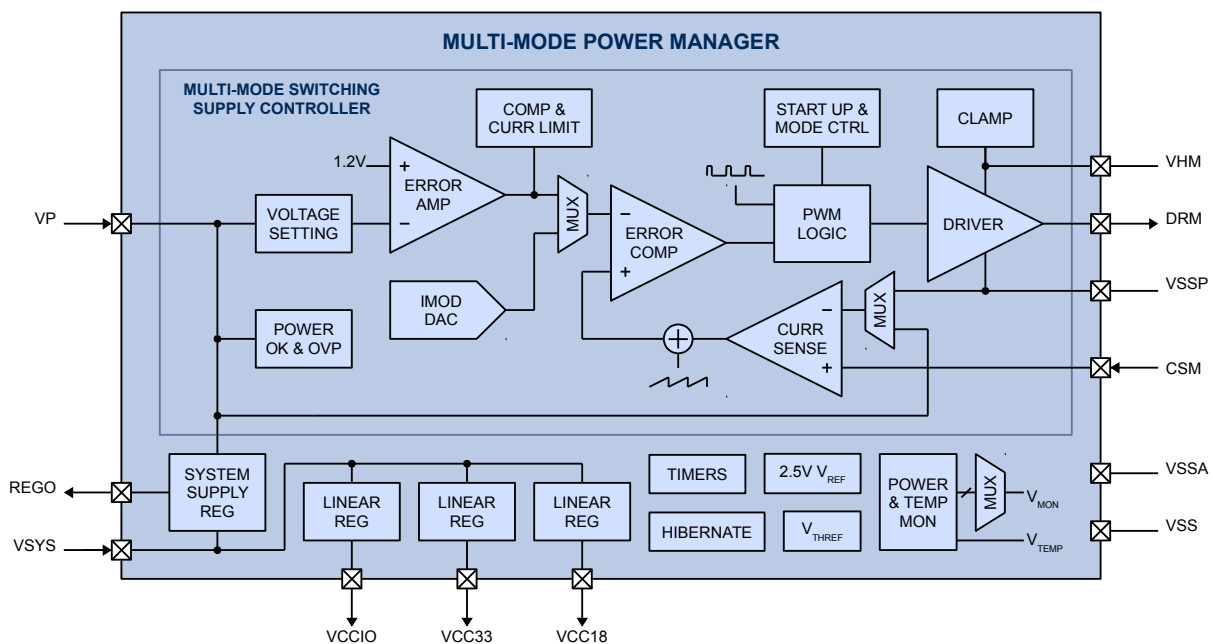 MULTI-MODE POWER MANAGER
MULTI-MODE SWITCHING
SUPPLY CONTROLLER
COMP &
CURR LIMIT
START UP &
MODE CTRL
CLAMP
1.2V
+
ERROR
AMP
−
VHM
VP
VOLTAGE
SETTING
MUX
−
ERROR
COMP
+
PWM
LOGIC
DRIVER
DRM
IMOD
DAC
MUX
VSSP
POWER
OK & OVP
−
CURR
SENSE
+
CSM
REGO
SYSTEM
SUPPLY
REG
LINEAR
REG
LINEAR
REG
LINEAR
REG
TIMERS
2.5V VREF
POWER
& TEMP
MON
MUX
VMON
VSSA
VSYS
HIBERNATE
VTHREF
VTEMP
VSS
VCCIO
VCC33
VCC18